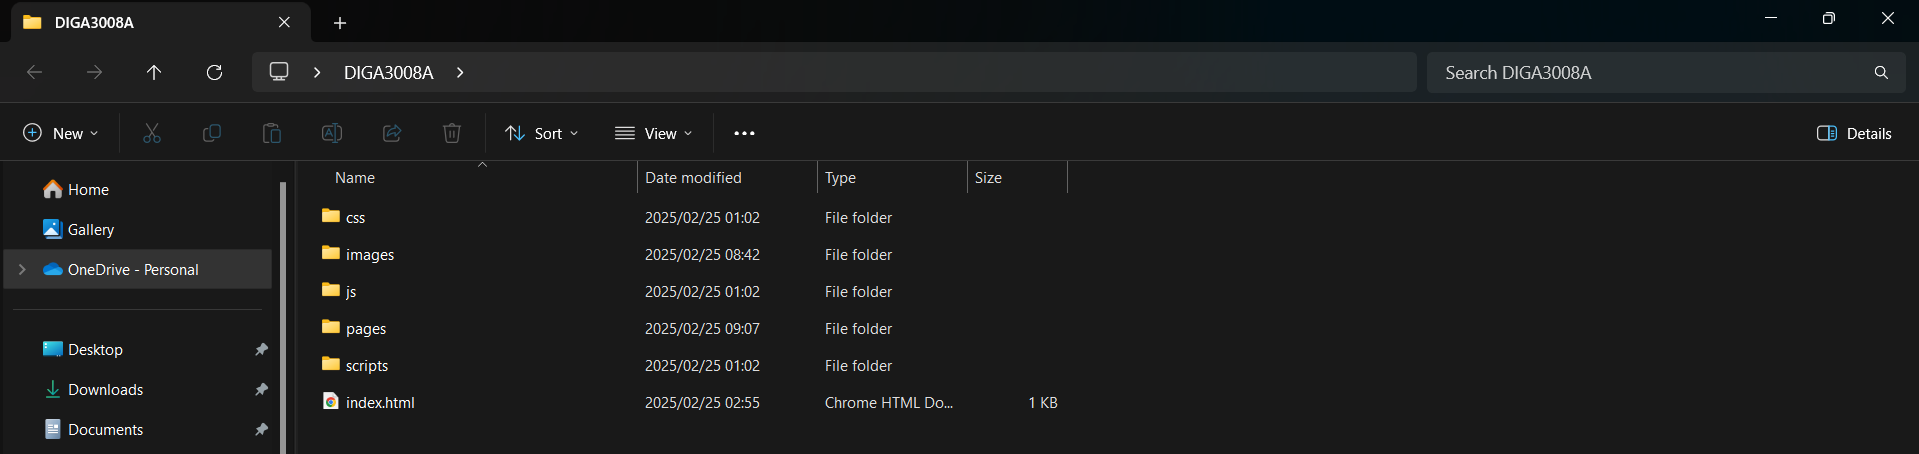 DIGA3008A
DIGA3008A
Search DIGA3008A
New
Sort
View
Details
Home
Gallery
OneDrive - Personal
Desktop
Downloads
Documents
Name Date modified Type Size
css 2025/02/25 01:02 File folder
images 2025/02/25 08:42 File folder
js 2025/02/25 01:02 File folder
pages 2025/02/25 09:07 File folder
scripts 2025/02/25 01:02 File folder
index.html 2025/02/25 02:55 Chrome HTML Do... 1 KB